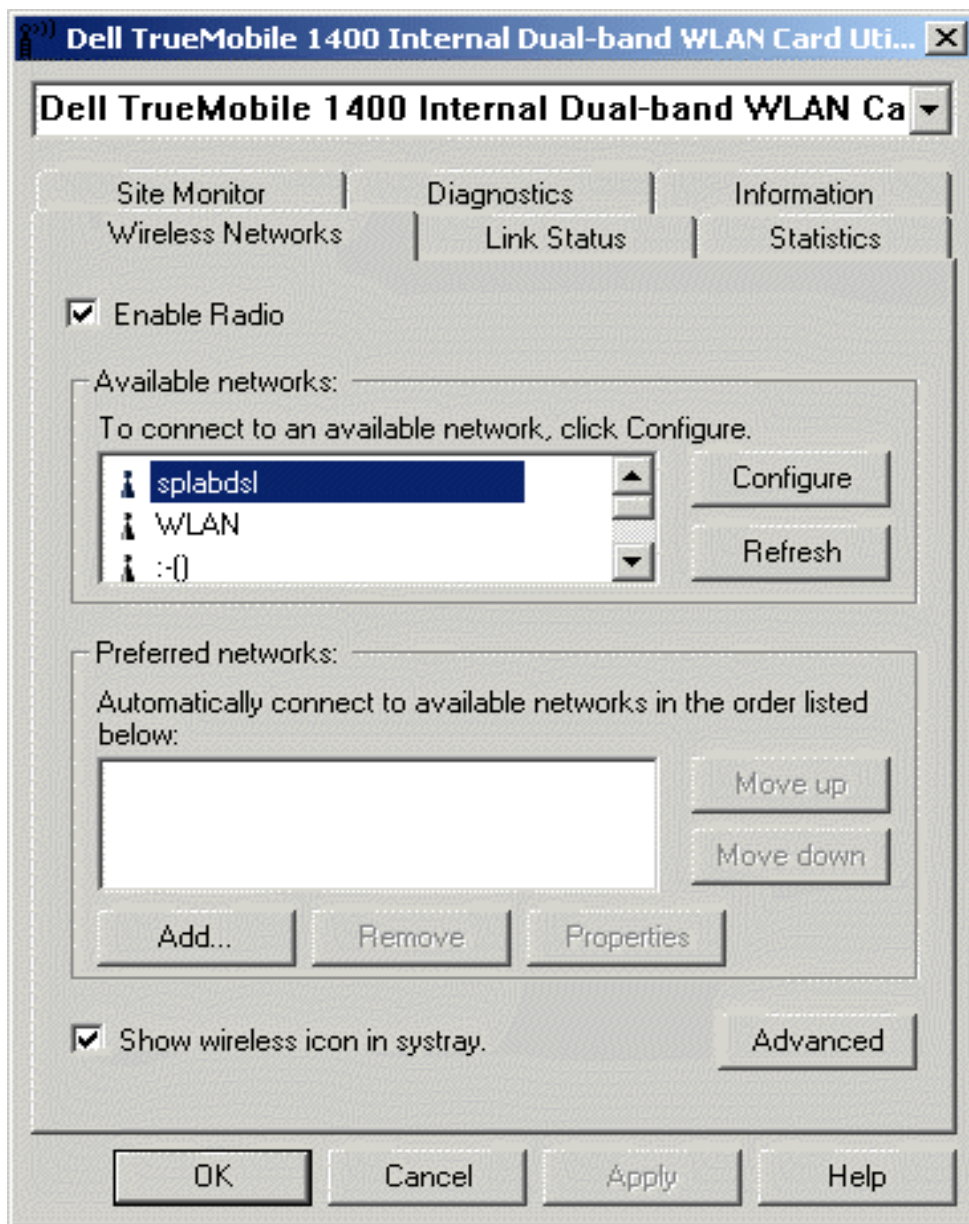 Dell TrueMobile 1400 Internal Dual-band WLAN Card Uti...
Dell TrueMobile 1400 Internal Dual-band WLAN Ca
Site Monitor
Diagnostics
Information
Wireless Networks
Link Status
Statistics
Enable Radio
Available networks:
To connect to an available network, click Configure.
splabdsl
WLAN
:-()
Configure
Refresh
Preferred networks:
Automatically connect to available networks in the order listed
below:
Move up
Move down
Add...
Remove
Properties
Show wireless icon in systray.
Advanced
OK
Cancel
Apply
Help